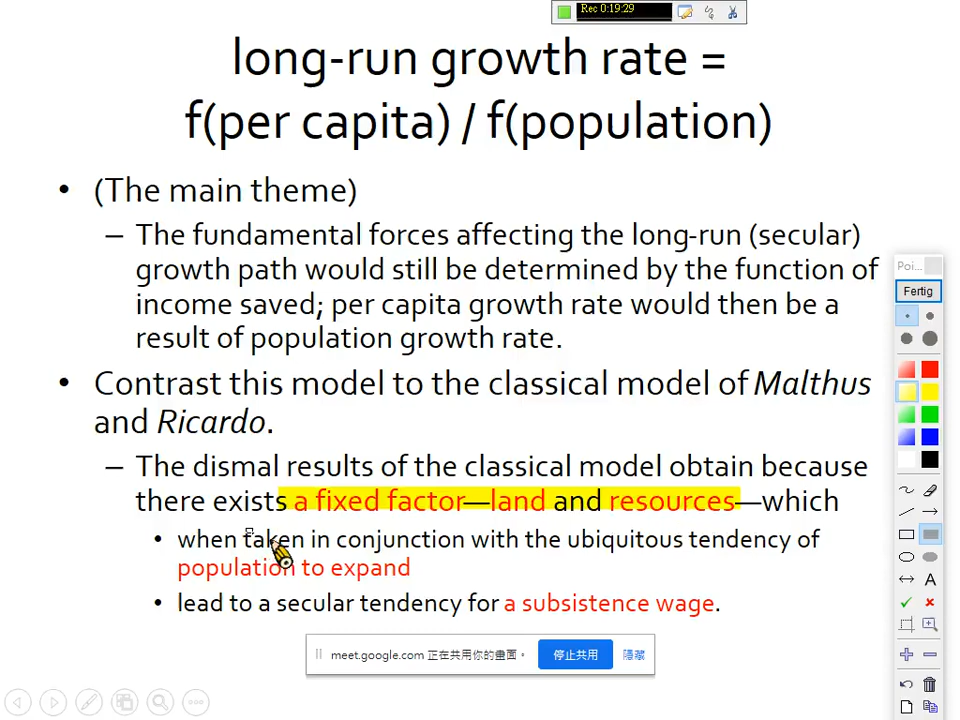 Rec 0:19:29
long-run growth rate =
f(per capita) / f(population)
• (The main theme)
– The fundamental forces affecting the long-run (secular)
growth path would still be determined by the function of
income saved; per capita growth rate would then be a
result of population growth rate.
• Contrast this model to the classical model of Malthus
and Ricardo.
– The dismal results of the classical model obtain because
there exists a fixed factor—land and resources—which
• when taken in conjunction with the ubiquitous tendency of
population to expand
• lead to a secular tendency for a subsistence wage.
Poi...
Fertig
A
meet.google.com 正在共用你的畫面。 停止共用 隱藏